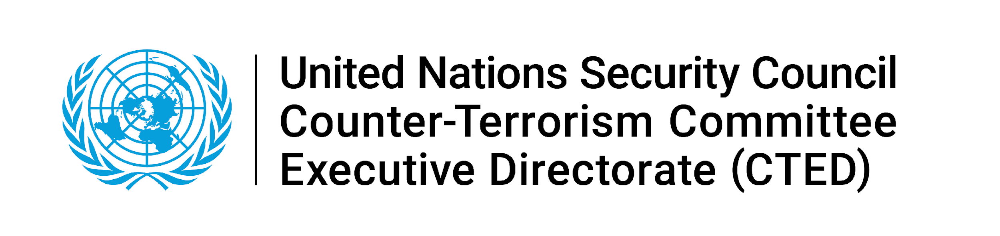 United Nations Security Council
Counter-Terrorism Committee
Executive Directorate (CTED)